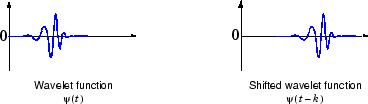 0
0
Wavelet function
ψ(t)
Shifted wavelet function
ψ(t − k)